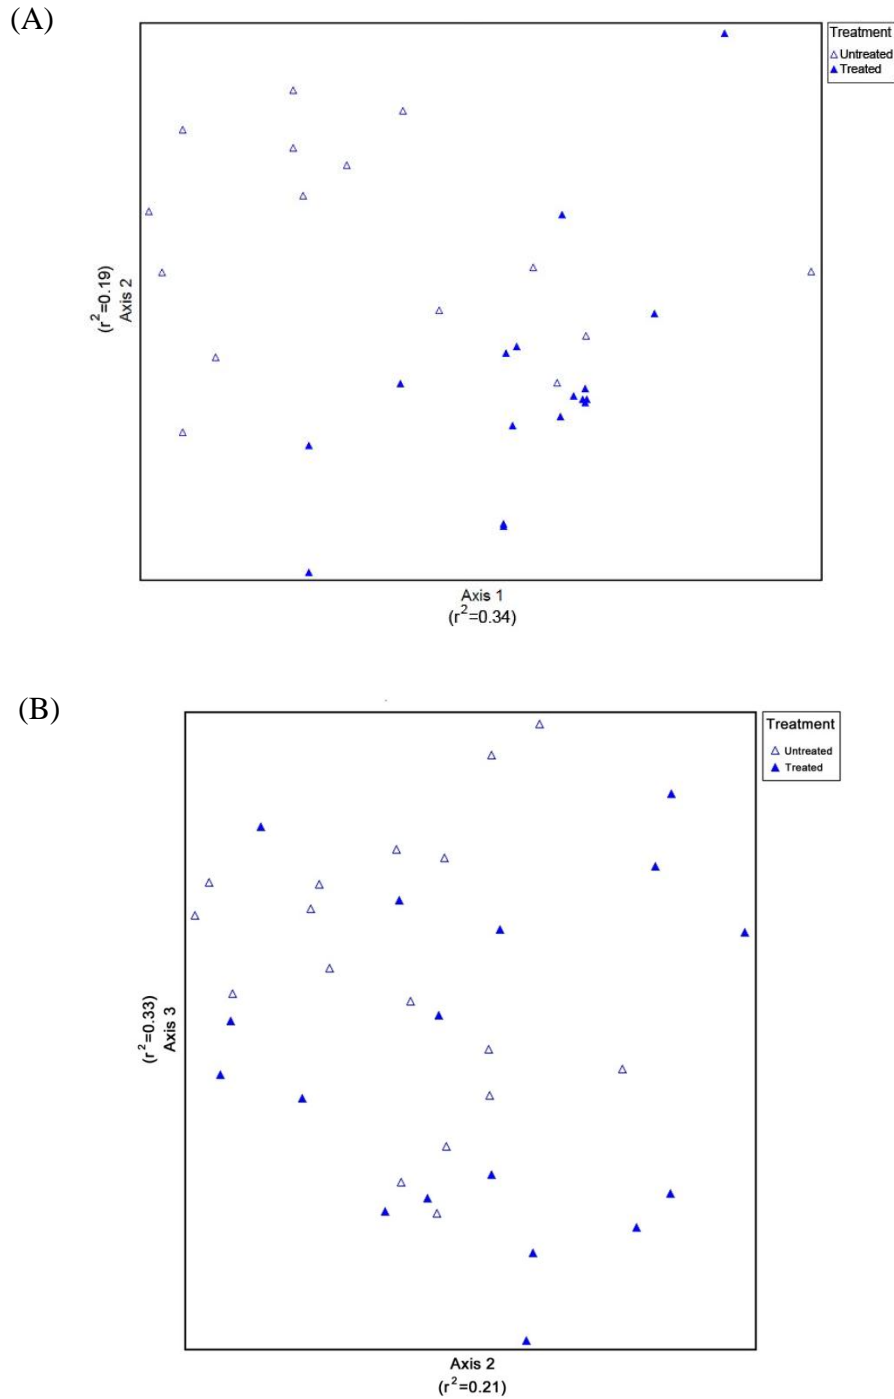 (A)
Treatment
Untreated
Treated
(r²=0.19)
Axis 2
Axis 1
(r²=0.34)
(B)
Treatment
Untreated
Treated
(r²=0.33)
Axis 3
Axis 2
(r²=0.21)